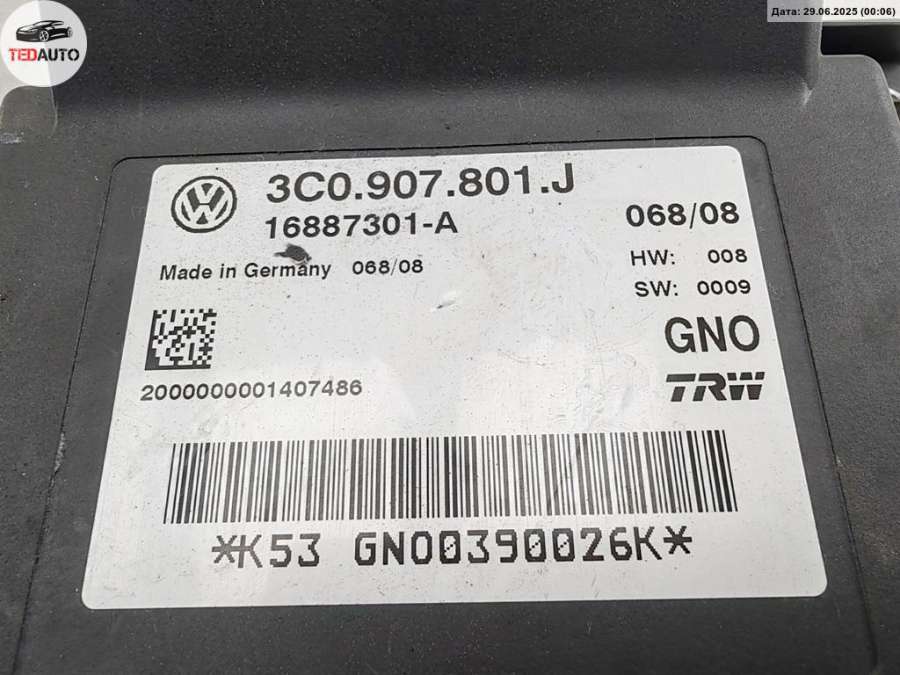 TEDAUTO
Дата: 29.06.2025 (00:06)
3C0.907.801.J
16887301-A
068/08
Made in Germany 068/08
HW: 008
SW: 0009
GNO
TRW
2000000001407486
*K53 GNO0390026K*